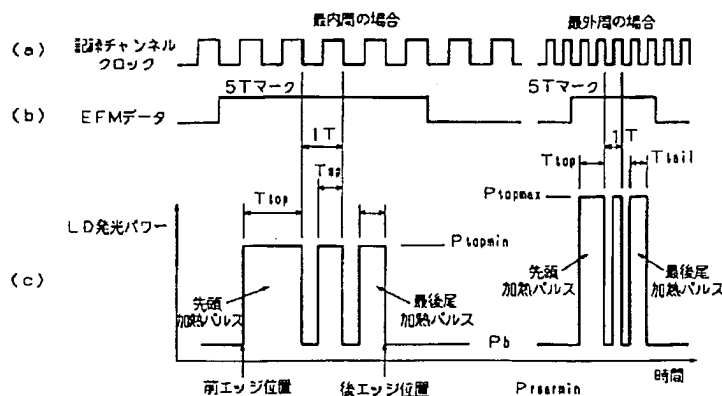 最内周の場合
最外周の場合
(a) 記録チャンネル
クロック
5Tマーク
5Tマーク
(b) EFMデータ
1T
1T
Tmp
Ttop
Ttop
Ttail
Ptopmax
LD発光パワー
Ptopmin
(c)
先頭
加熱パルス
最後尾
加熱パルス
先頭
加熱パルス
最後尾
加熱パルス
Pb
時間
前エッジ位置
後エッジ位置